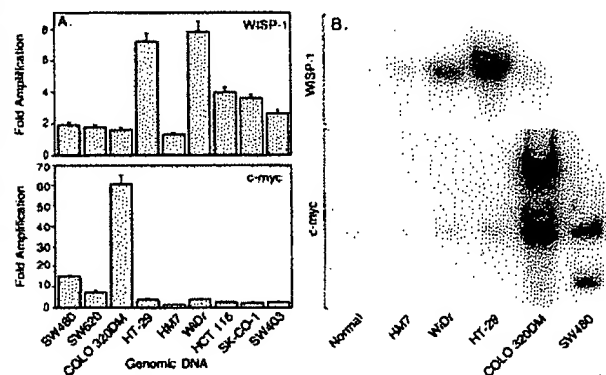 A.
WISP-1
Fold Amplification
8
6
4
2
0
c-myc
Fold Amplification
70
60
50
40
30
20
10
0
SW480
SW620
COLO 320DM
HT-29
HM7
WiDr
HCT 116
SK-CO-1
SW403
Genomic DNA
B.
WISP-1
c-myc
Normal
HM7
WiDr
HT-29
COLO 320DM
SW480